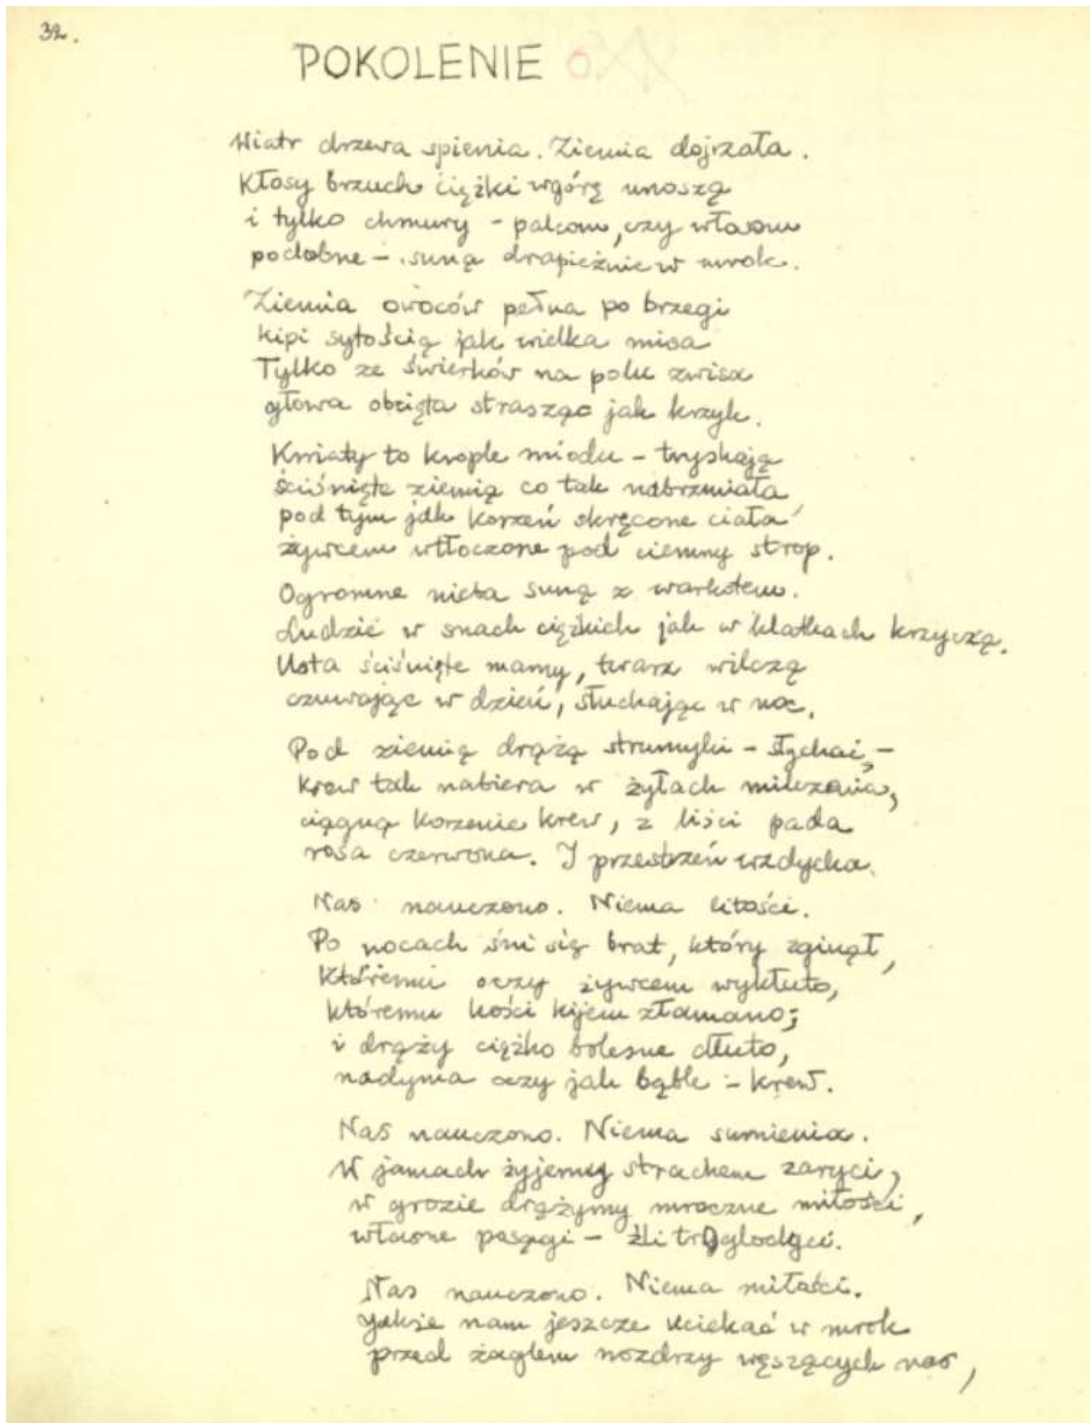 32.
POKOLENIE
Wiatr drzewa spienia. Ziemia dojrzała.
Kłosy brzuch ciężki wgórę unoszą
i tylko chmury - palcom, czy włosom
podobne - suną drapieżnie w mrok.
Ziemia owoców pełna po brzegi
kipi sytością jak wielka misa
Tylko ze świerków na polu zwisa
głowa obcięta strasząc jak krzyk.
Kwiaty to krople miodu - tryskają
ściśnięte ziemią co tak nabrzmiała
pod tym jak korzeń skręcone ciała
żywcem wtłoczone pod ciemny strop.
Ogromne nieba suną z warkotem.
Ludzie w snach ciężkich jak w klatkach krzyczą.
Usta ściśnięte mamy, twarz wilczą
czuwając w dzień, słuchając w noc.
Pod ziemią drążą strumyki - słychać, -
Krew tak nabiera w żyłach milczenia,
ciągną korzenie krew, z liści pada
rosa czerwona. I przestrzeń wzdycha.
Nas nauczono. Niema litości.
Po nocach śni się brat, który zginął,
któremu oczy żywcem wykłuto,
któremu kości kijem złamano;
i drąży ciężko bolesne dłuto,
nadyma oczy jak bąble - krew.
Nas nauczono. Niema sumienia.
W jamach żyjemy strachem zaryci,
w grozie drążymy mroczne miłości,
własne posągi - źli troglodyci.
Nas nauczono. Niema miłości.
Jakże nam jeszcze uciekać w mrok
przed żaglem nozdrzy węszących nas,